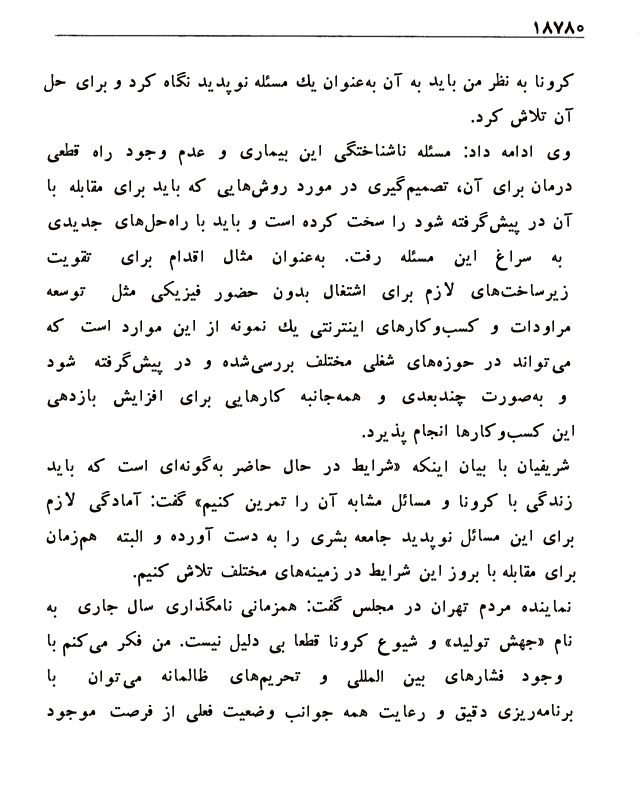 ۱۸۷۸۰
کرونا به نظر من باید به آن به‌عنوان یك مسئله نوپدید نگاه کرد و برای حل
آن تلاش کرد.
وی ادامه داد: مسئله ناشناختگی این بیماری و عدم وجود راه قطعی
درمان برای آن، تصمیم‌گیری در مورد روش‌هایی که باید برای مقابله با
آن در پیش‌گرفته شود را سخت کرده است و باید با راه‌حل‌های جدیدی
به سراغ این مسئله رفت. به‌عنوان مثال اقدام برای تقویت
زیرساخت‌های لازم برای اشتغال بدون حضور فیزیکی مثل توسعه
مراودات و کسب‌وکارهای اینترنتی یك نمونه از این موارد است که
می‌تواند در حوزه‌های شغلی مختلف بررسی‌شده و در پیش‌گرفته شود
و به‌صورت چندبعدی و همه‌جانبه کارهایی برای افزایش بازدهی
این کسب‌وکارها انجام پذیرد.
شریفیان با بیان اینکه «شرایط در حال حاضر به‌گونه‌ای است که باید
زندگی با کرونا و مسائل مشابه آن را تمرین کنیم» گفت: آمادگی لازم
برای این مسائل نوپدید جامعه بشری را به دست آورده و البته هم‌زمان
برای مقابله با بروز این شرایط در زمینه‌های مختلف تلاش کنیم.
نماینده مردم تهران در مجلس گفت: همزمانی نامگذاری سال جاری به
نام «جهش تولید» و شیوع کرونا قطعا بی دلیل نیست. من فکر می‌کنم با
وجود فشارهای بین المللی و تحریم‌های ظالمانه می‌توان با
برنامه‌ریزی دقیق و رعایت همه جوانب وضعیت فعلی از فرصت موجود